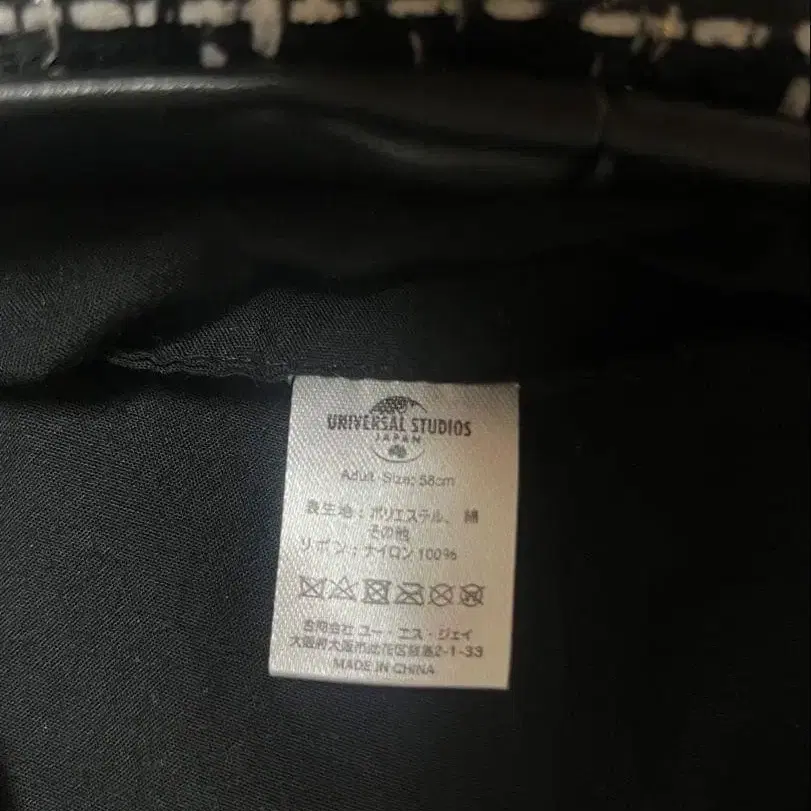 UNIVERSAL STUDIOS
JAPAN
Adult Size: 58cm
表生地：ポリエステル、綿
その他
リボン：ナイロン100%
合同会社 ユー・エス・ジェイ
大阪府大阪市此花区桜島2-1-33
MADE IN CHINA